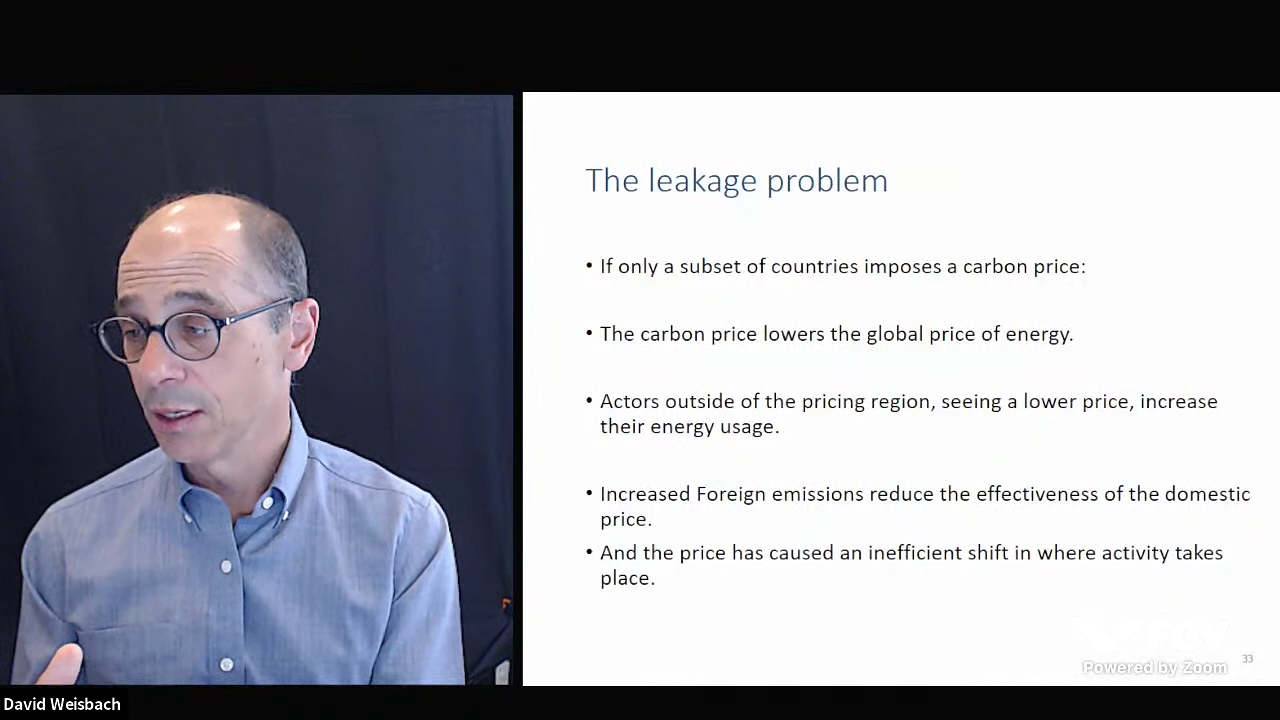 The leakage problem
• If only a subset of countries imposes a carbon price:
• The carbon price lowers the global price of energy.
• Actors outside of the pricing region, seeing a lower price, increase
their energy usage.
• Increased Foreign emissions reduce the effectiveness of the domestic
price.
• And the price has caused an inefficient shift in where activity takes
place.
33
Powered by Zoom
David Weisbach